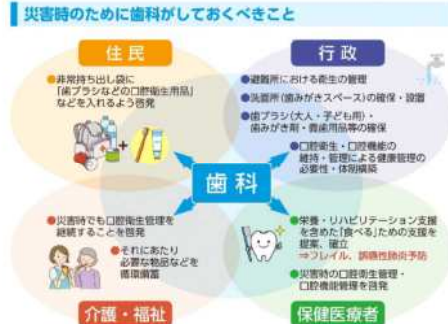 災害時のために歯科がしておくべきこと
住民
●非常持ち出し袋に
「歯ブラシなどの口腔衛生用品」
などを入れるよう啓発
+
行政
●避難所における衛生の管理
●洗面所(歯みがきスペース)の確保・設置
●歯ブラシ(大人・子ども用)・
歯みがき剤・義歯用品等の確保
●口腔衛生・口腔機能の
維持・管理による健康管理の
必要性・体制構築
歯科
●災害時でも口腔衛生管理を
継続することを啓発
●それにあたり
必要な物品などを
循環備蓄
介護・福祉
●栄養・リハビリテーション支援
を含めた「食べる」ための支援を
提案、確立
⇒フレイル、誤嚥性肺炎予防
●災害時の口腔衛生管理・
口腔機能管理を啓発
保健医療者